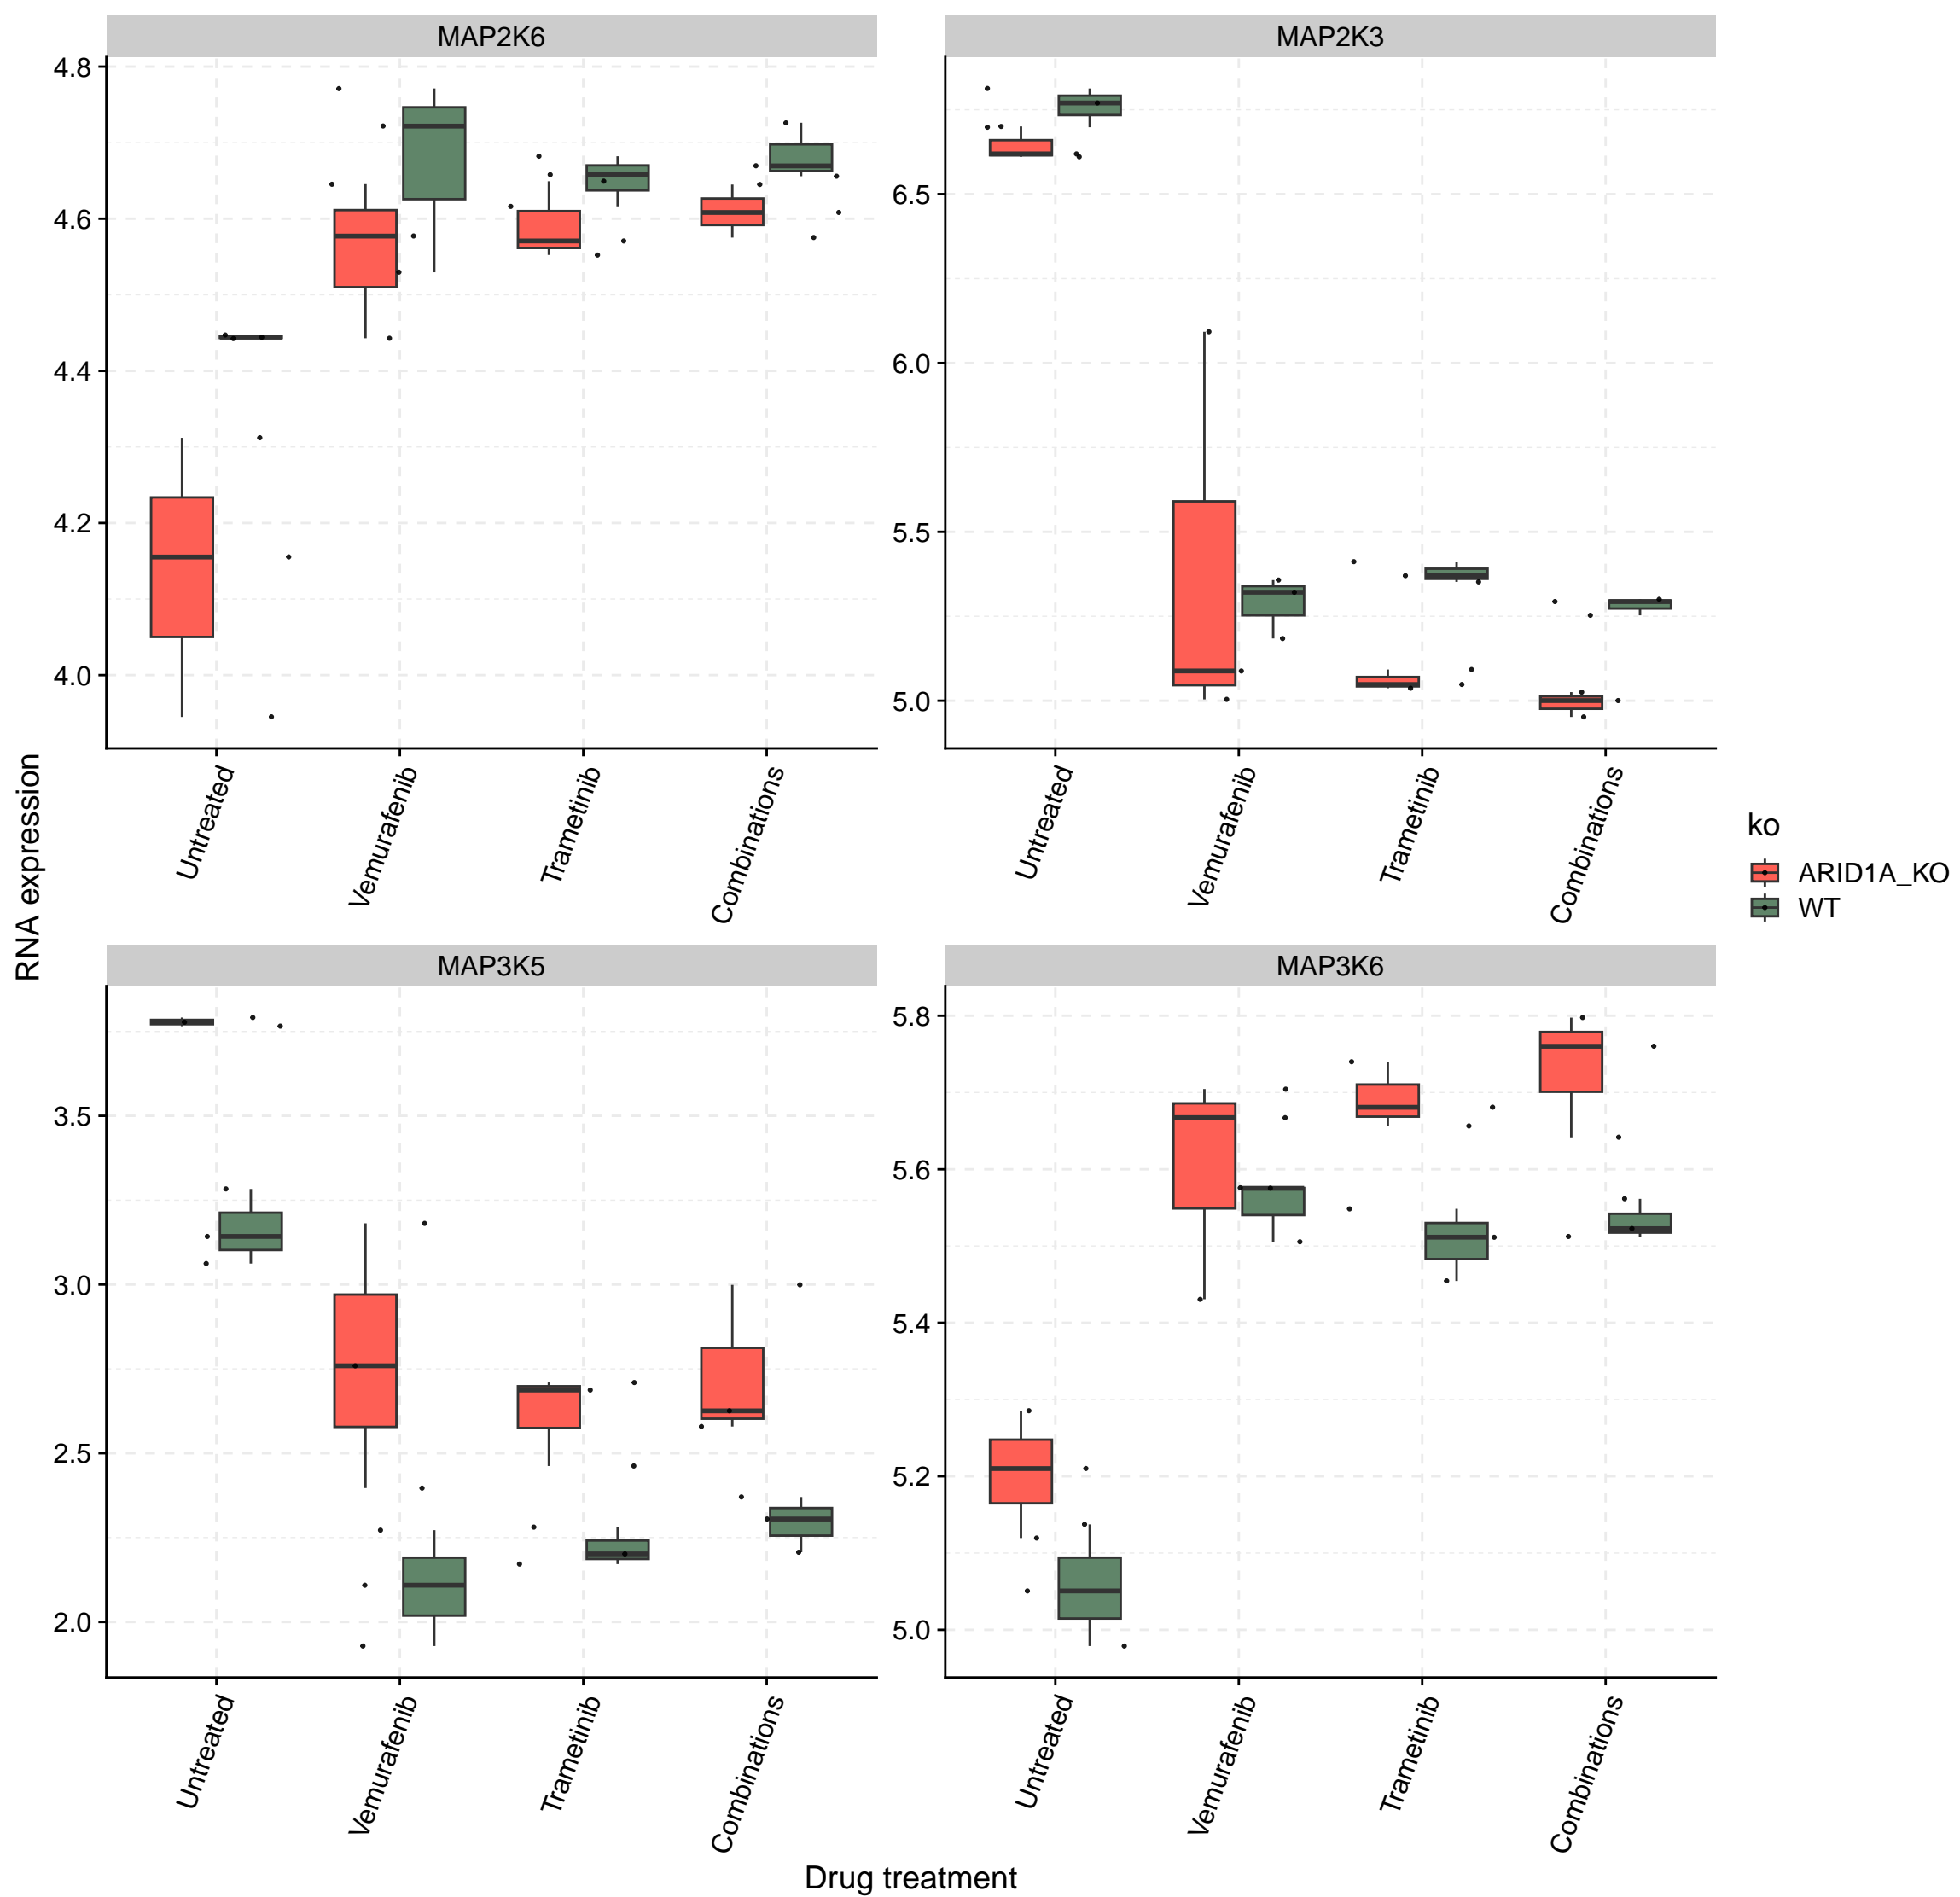 MAP2K6
MAP2K3
4.8
4.6
4.4
4.2
4.0
6.5
6.0
5.5
5.0
Untreated
Vemurafenib
Trametinib
Combinations
Untreated
Vemurafenib
Trametinib
Combinations
RNA expression
ko
ARID1A_KO
WT
MAP3K5
MAP3K6
3.5
3.0
2.5
2.0
5.8
5.6
5.4
5.2
5.0
Untreated
Vemurafenib
Trametinib
Combinations
Untreated
Vemurafenib
Trametinib
Combinations
Drug treatment